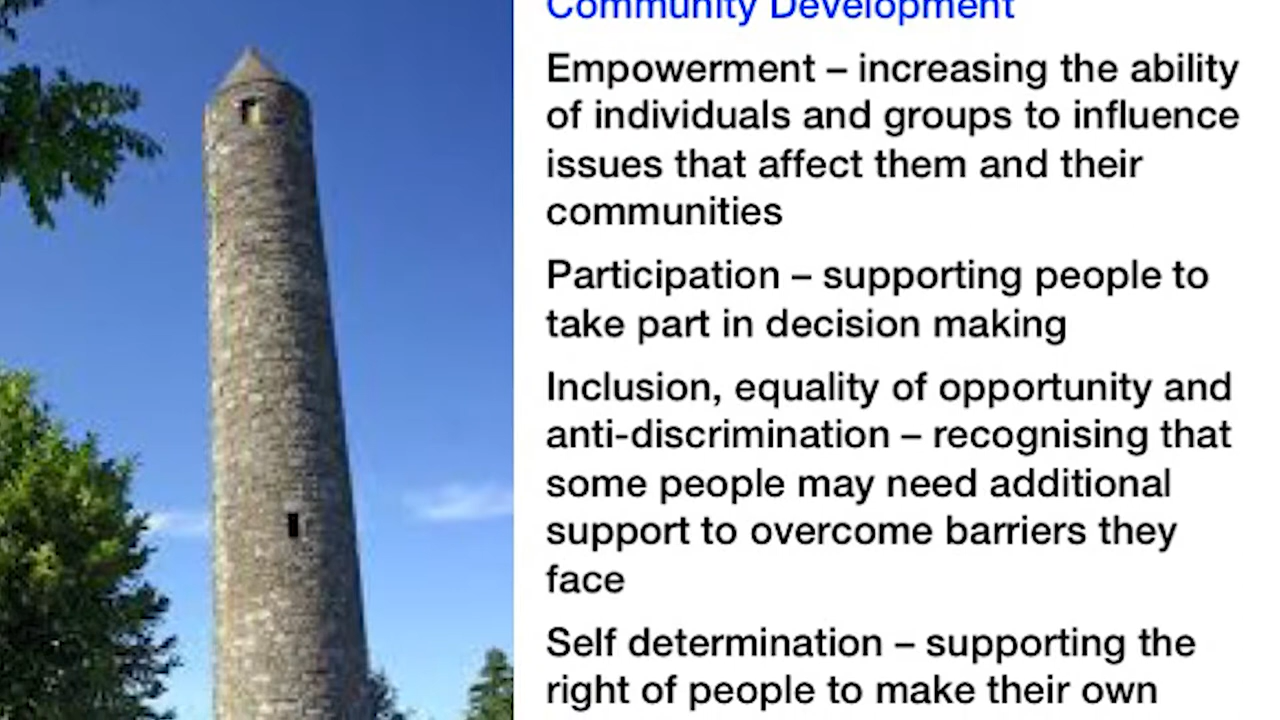 Community Development
Empowerment – increasing the ability
of individuals and groups to influence
issues that affect them and their
communities
Participation – supporting people to
take part in decision making
Inclusion, equality of opportunity and
anti-discrimination – recognising that
some people may need additional
support to overcome barriers they
face
Self determination – supporting the
right of people to make their own